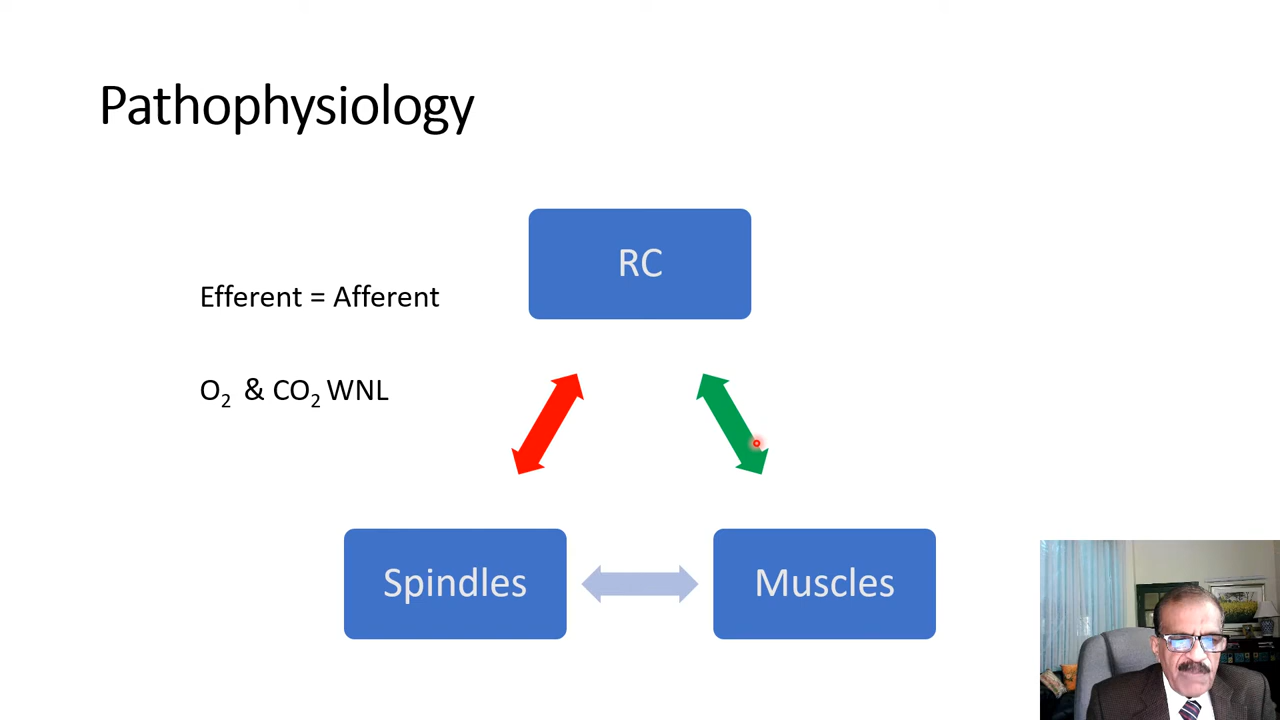 Pathophysiology
RC
Efferent = Afferent
O₂ & CO₂ WNL
Spindles
Muscles